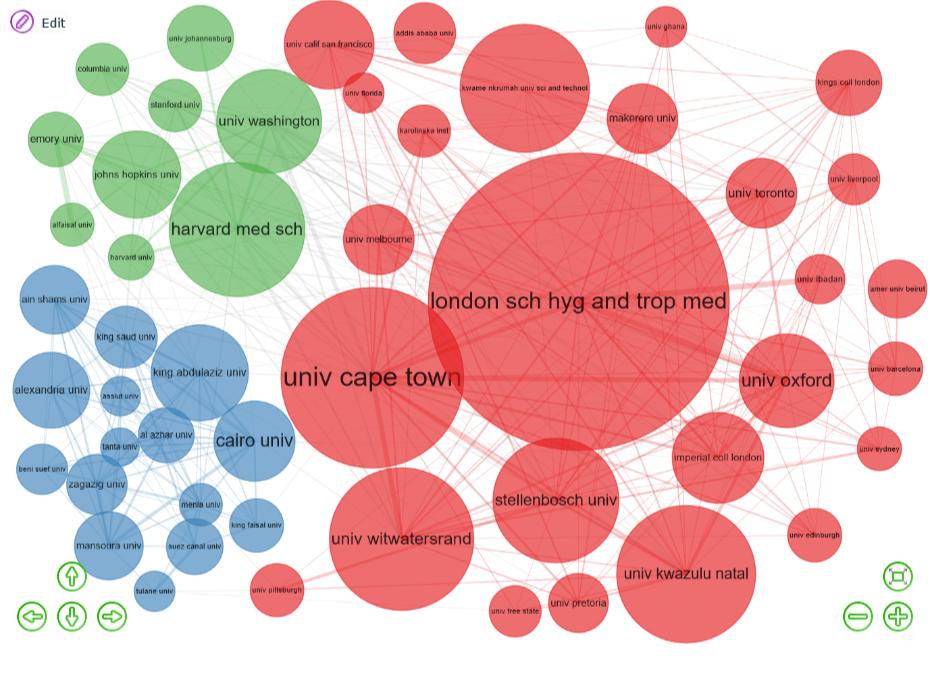 Edit
univ johannesburg
univ calif san francisco
addis ababa univ
univ ghana
columbia univ
kings coll london
kwame nkrumah univ sci and technol
univ florida
stanford univ
univ washington
makerere univ
karolinska inst
emory univ
johns hopkins univ
univ liverpool
univ toronto
alfaisal univ
harvard med sch
univ melbourne
harvard univ
univ ibadan
amer univ beirut
ain shams univ
london sch hyg and trop med
king saud univ
univ barcelona
king abdulaziz univ
univ cape town
univ oxford
alexandria univ
assiut univ
al azhar univ
cairo univ
tanta univ
univ sydney
imperial coll london
beni suef univ
zagazig univ
stellenbosch univ
menia univ
king faisal univ
univ edinburgh
univ witwatersrand
mansoura univ
suez canal univ
univ kwazulu natal
tulane univ
univ pittsburgh
univ pretoria
univ free state